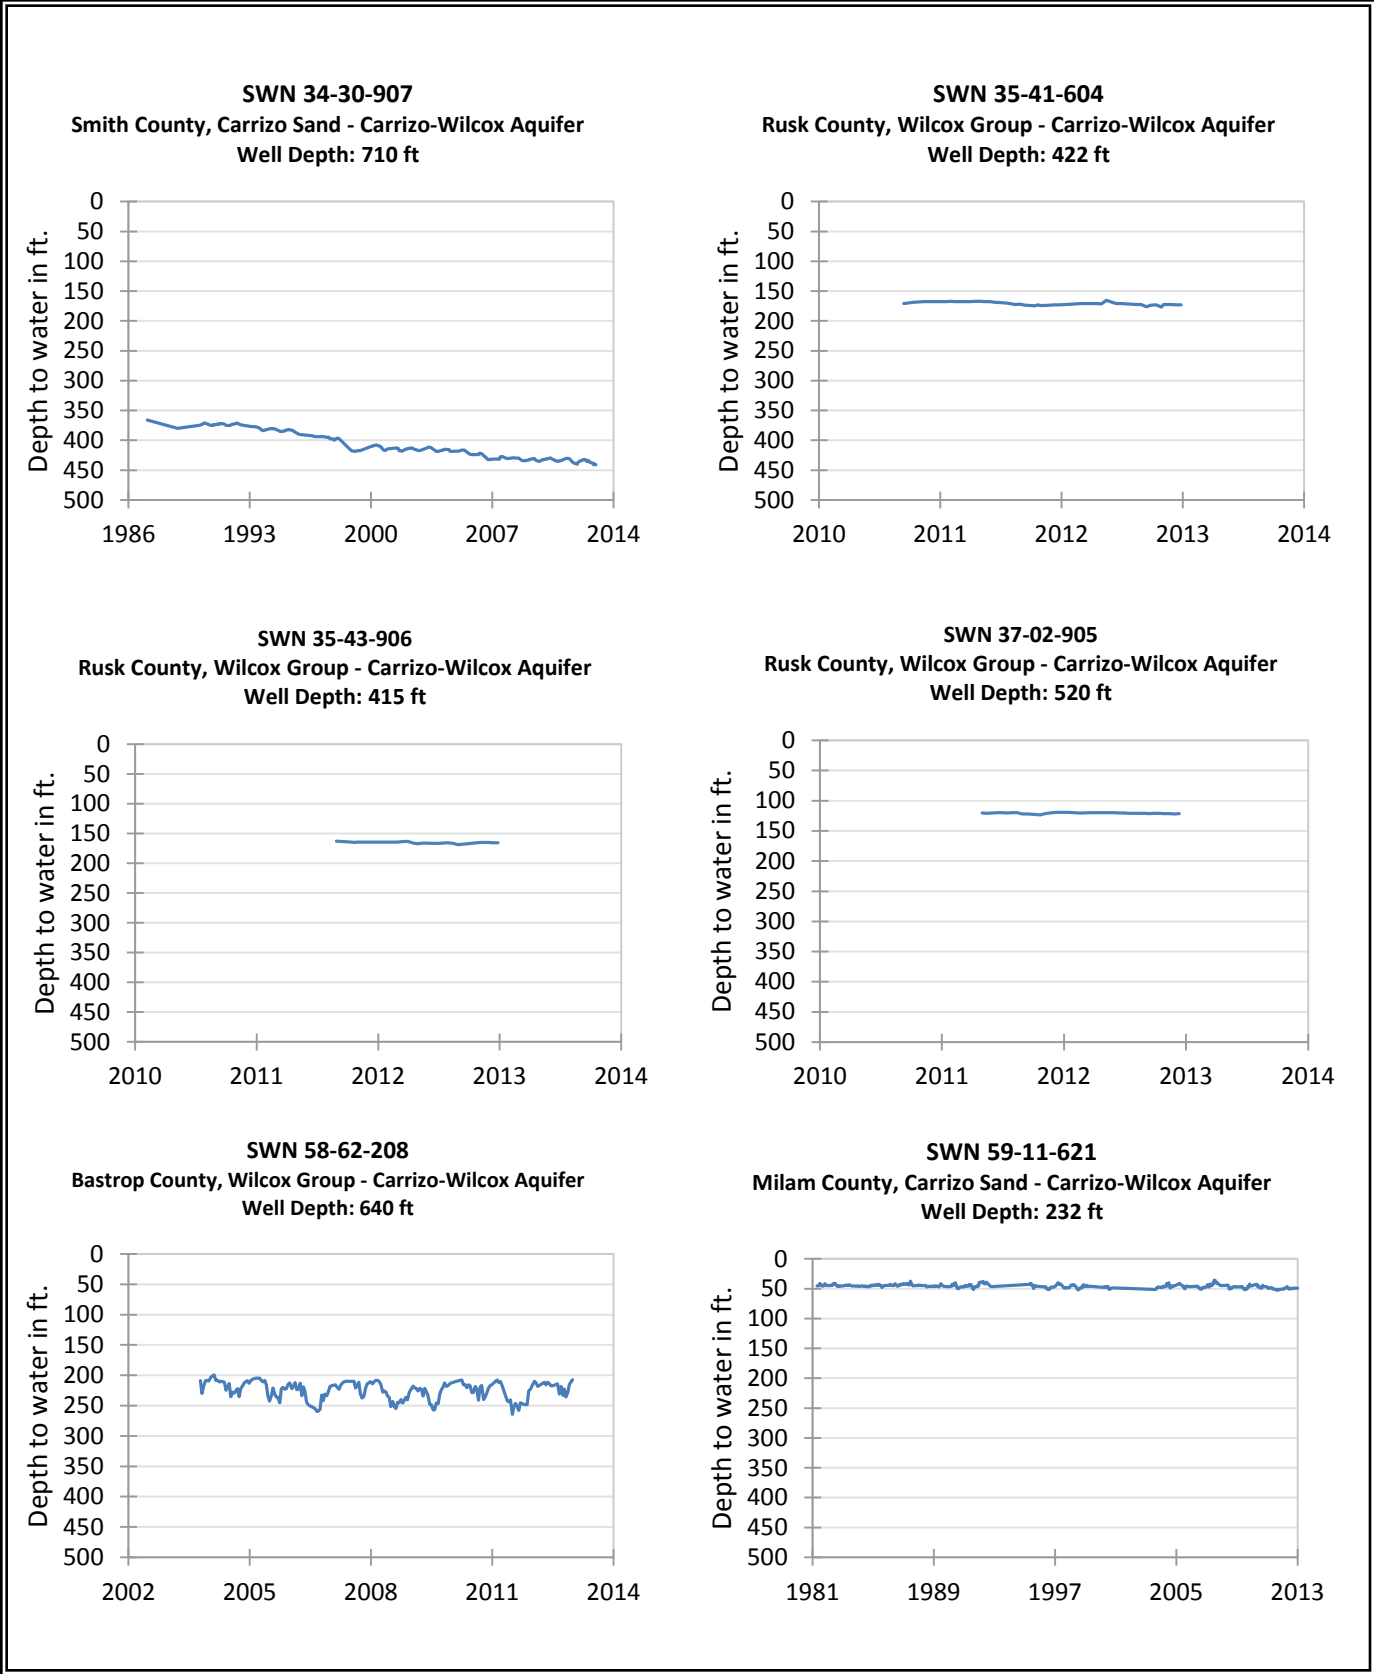 SWN 34-30-907
Smith County, Carrizo Sand - Carrizo-Wilcox Aquifer
Well Depth: 710 ft
Depth to water in ft.
0
50
100
150
200
250
300
350
400
450
500
1986 1993 2000 2007 2014
SWN 35-41-604
Rusk County, Wilcox Group - Carrizo-Wilcox Aquifer
Well Depth: 422 ft
Depth to water in ft.
0
50
100
150
200
250
300
350
400
450
500
2010 2011 2012 2013 2014
SWN 35-43-906
Rusk County, Wilcox Group - Carrizo-Wilcox Aquifer
Well Depth: 415 ft
Depth to water in ft.
0
50
100
150
200
250
300
350
400
450
500
2010 2011 2012 2013 2014
SWN 37-02-905
Rusk County, Wilcox Group - Carrizo-Wilcox Aquifer
Well Depth: 520 ft
Depth to water in ft.
0
50
100
150
200
250
300
350
400
450
500
2010 2011 2012 2013 2014
SWN 58-62-208
Bastrop County, Wilcox Group - Carrizo-Wilcox Aquifer
Well Depth: 640 ft
Depth to water in ft.
0
50
100
150
200
250
300
350
400
450
500
2002 2005 2008 2011 2014
SWN 59-11-621
Milam County, Carrizo Sand - Carrizo-Wilcox Aquifer
Well Depth: 232 ft
Depth to water in ft.
0
50
100
150
200
250
300
350
400
450
500
1981 1989 1997 2005 2013